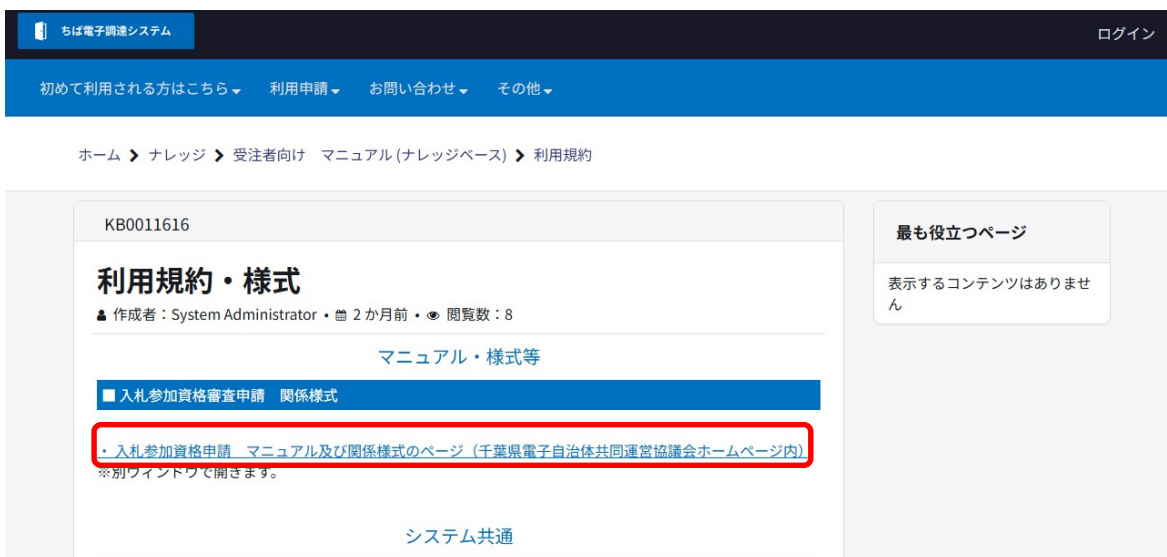 ちば電子調達システム
ログイン
初めて利用される方はこちら 利用申請 お問い合わせ その他
ホーム ❯ ナレッジ ❯ 受注者向け　マニュアル (ナレッジベース) ❯ 利用規約
KB0011616
利用規約・様式
作成者：System Administrator • 2 か月前 • 閲覧数：8
マニュアル・様式等
■ 入札参加資格審査申請　関係様式
・ 入札参加資格申請　マニュアル及び関係様式のページ（千葉県電子自治体共同運営協議会ホームページ内）
※別ウィンドウで開きます。
システム共通
最も役立つページ
表示するコンテンツはありませ
ん